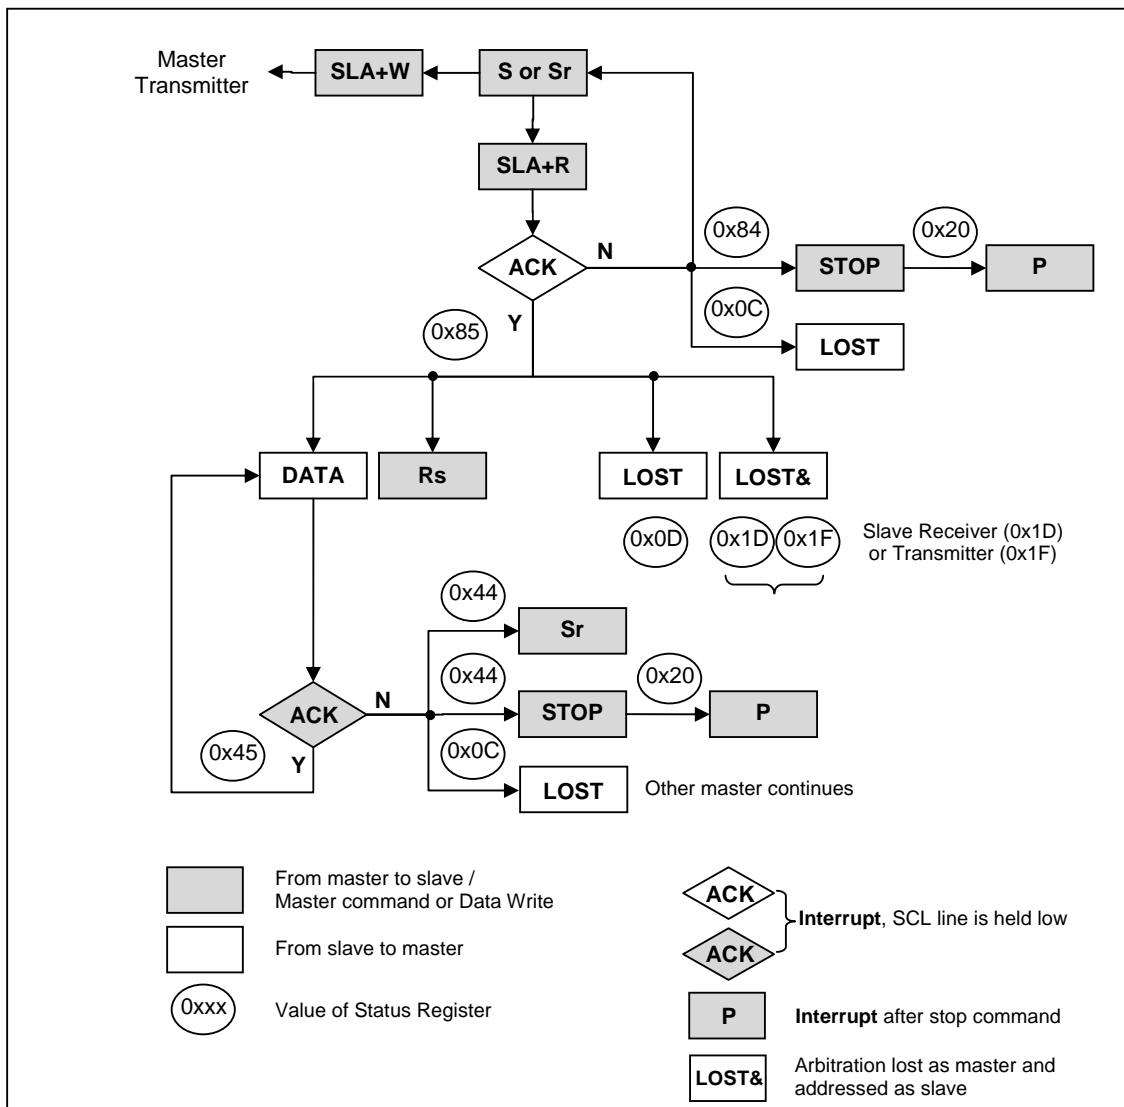 Master
Transmitter
SLA+W
S or Sr
SLA+R
ACK
N
0x84
0x20
STOP
P
Y
0x0C
LOST
0x85
DATA
Rs
LOST
LOST&
0x0D
0x1D
0x1F
Slave Receiver (0x1D)
or Transmitter (0x1F)
0x44
Sr
0x44
0x20
ACK
N
STOP
P
0x45
Y
0x0C
LOST
Other master continues
From master to slave /
Master command or Data Write
From slave to master
0xxx
Value of Status Register
ACK
ACK
Interrupt, SCL line is held low
P
Interrupt after stop command
LOST&
Arbitration lost as master and
addressed as slave